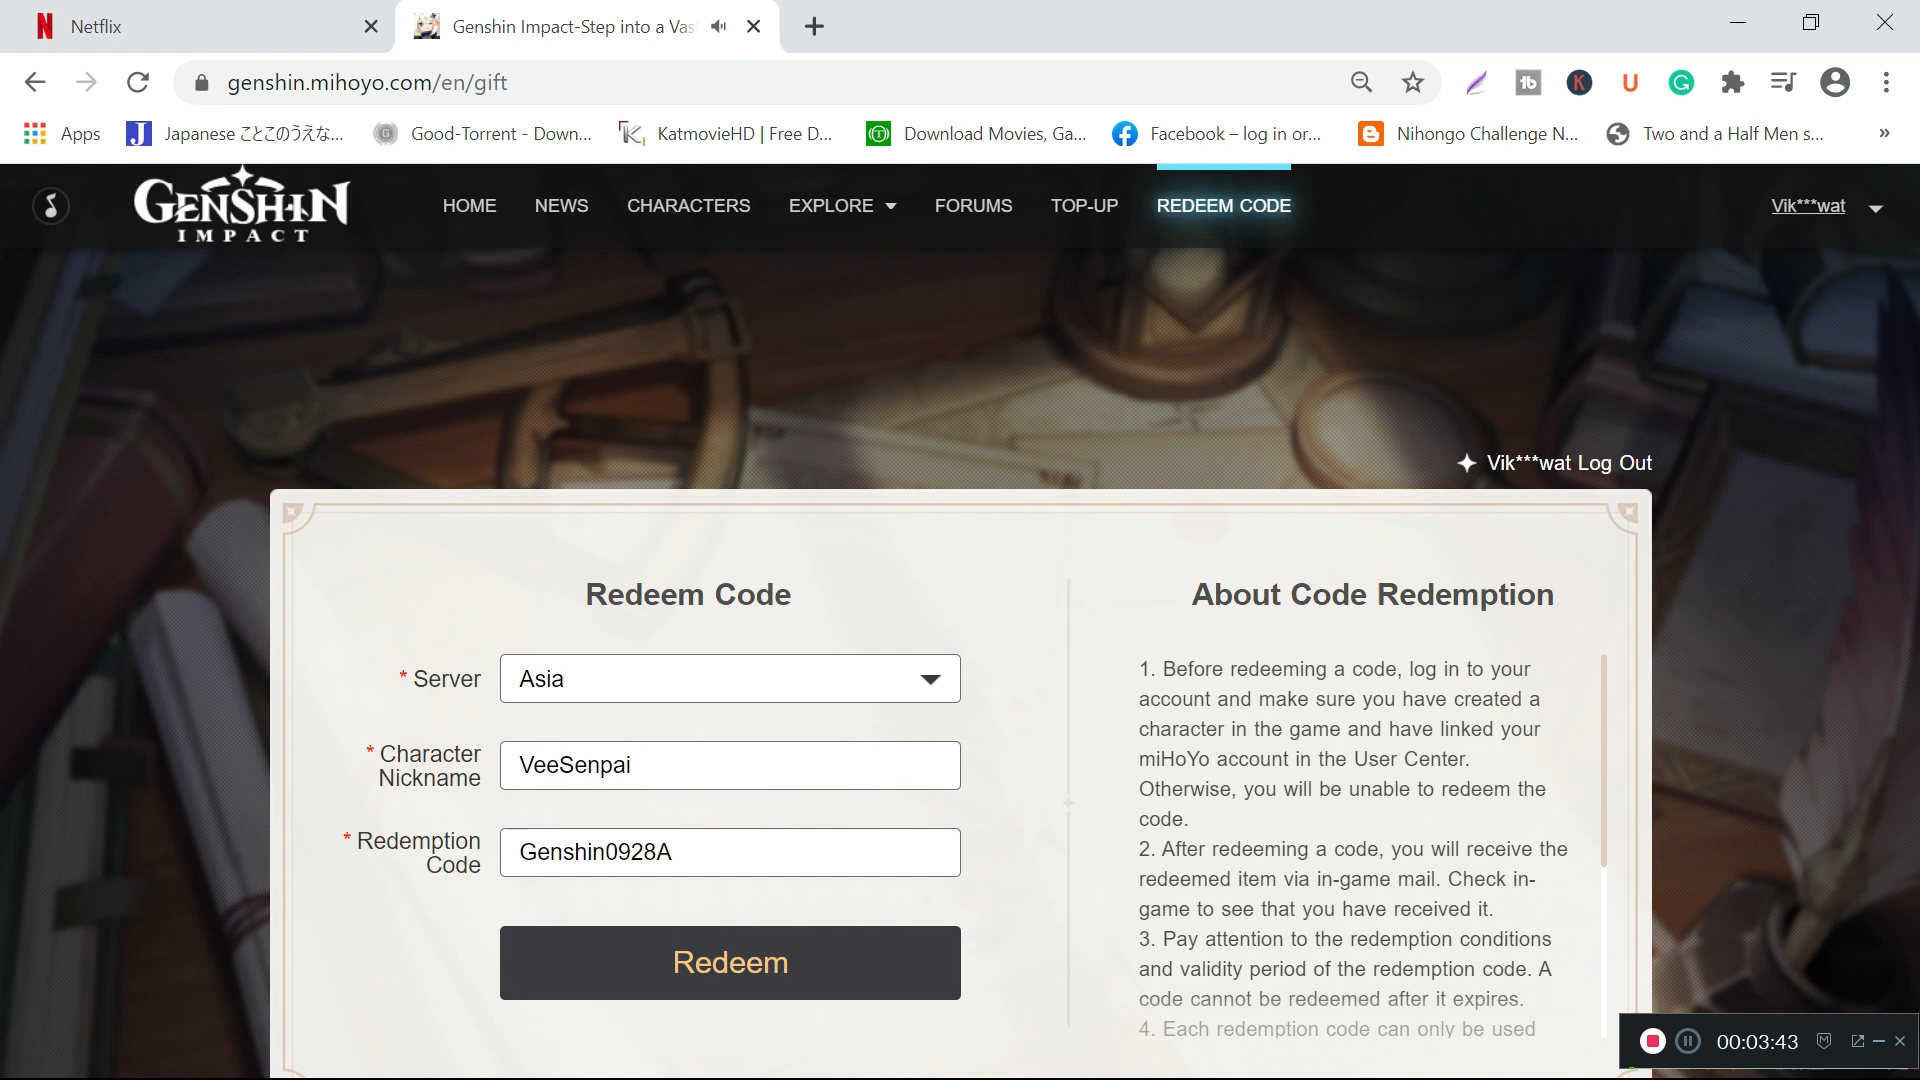 Netflix
Genshin Impact-Step into a Vas
genshin.mihoyo.com/en/gift
Apps
Japanese ことこのうえな...
Good-Torrent - Down...
KatmovieHD | Free D...
Download Movies, Ga...
Facebook – log in or...
Nihongo Challenge N...
Two and a Half Men s...
»
GENSHIN
IMPACT
HOME
NEWS
CHARACTERS
EXPLORE
FORUMS
TOP-UP
REDEEM CODE
Vik***wat
Vik***wat Log Out
Redeem Code
* Server
Asia
* Character
Nickname
VeeSenpai
* Redemption
Code
Genshin0928A
Redeem
About Code Redemption
1. Before redeeming a code, log in to your
account and make sure you have created a
character in the game and have linked your
miHoYo account in the User Center.
Otherwise, you will be unable to redeem the
code.
2. After redeeming a code, you will receive the
redeemed item via in-game mail. Check in-
game to see that you have received it.
3. Pay attention to the redemption conditions
and validity period of the redemption code. A
code cannot be redeemed after it expires.
4. Each redemption code can only be used
00:03:43